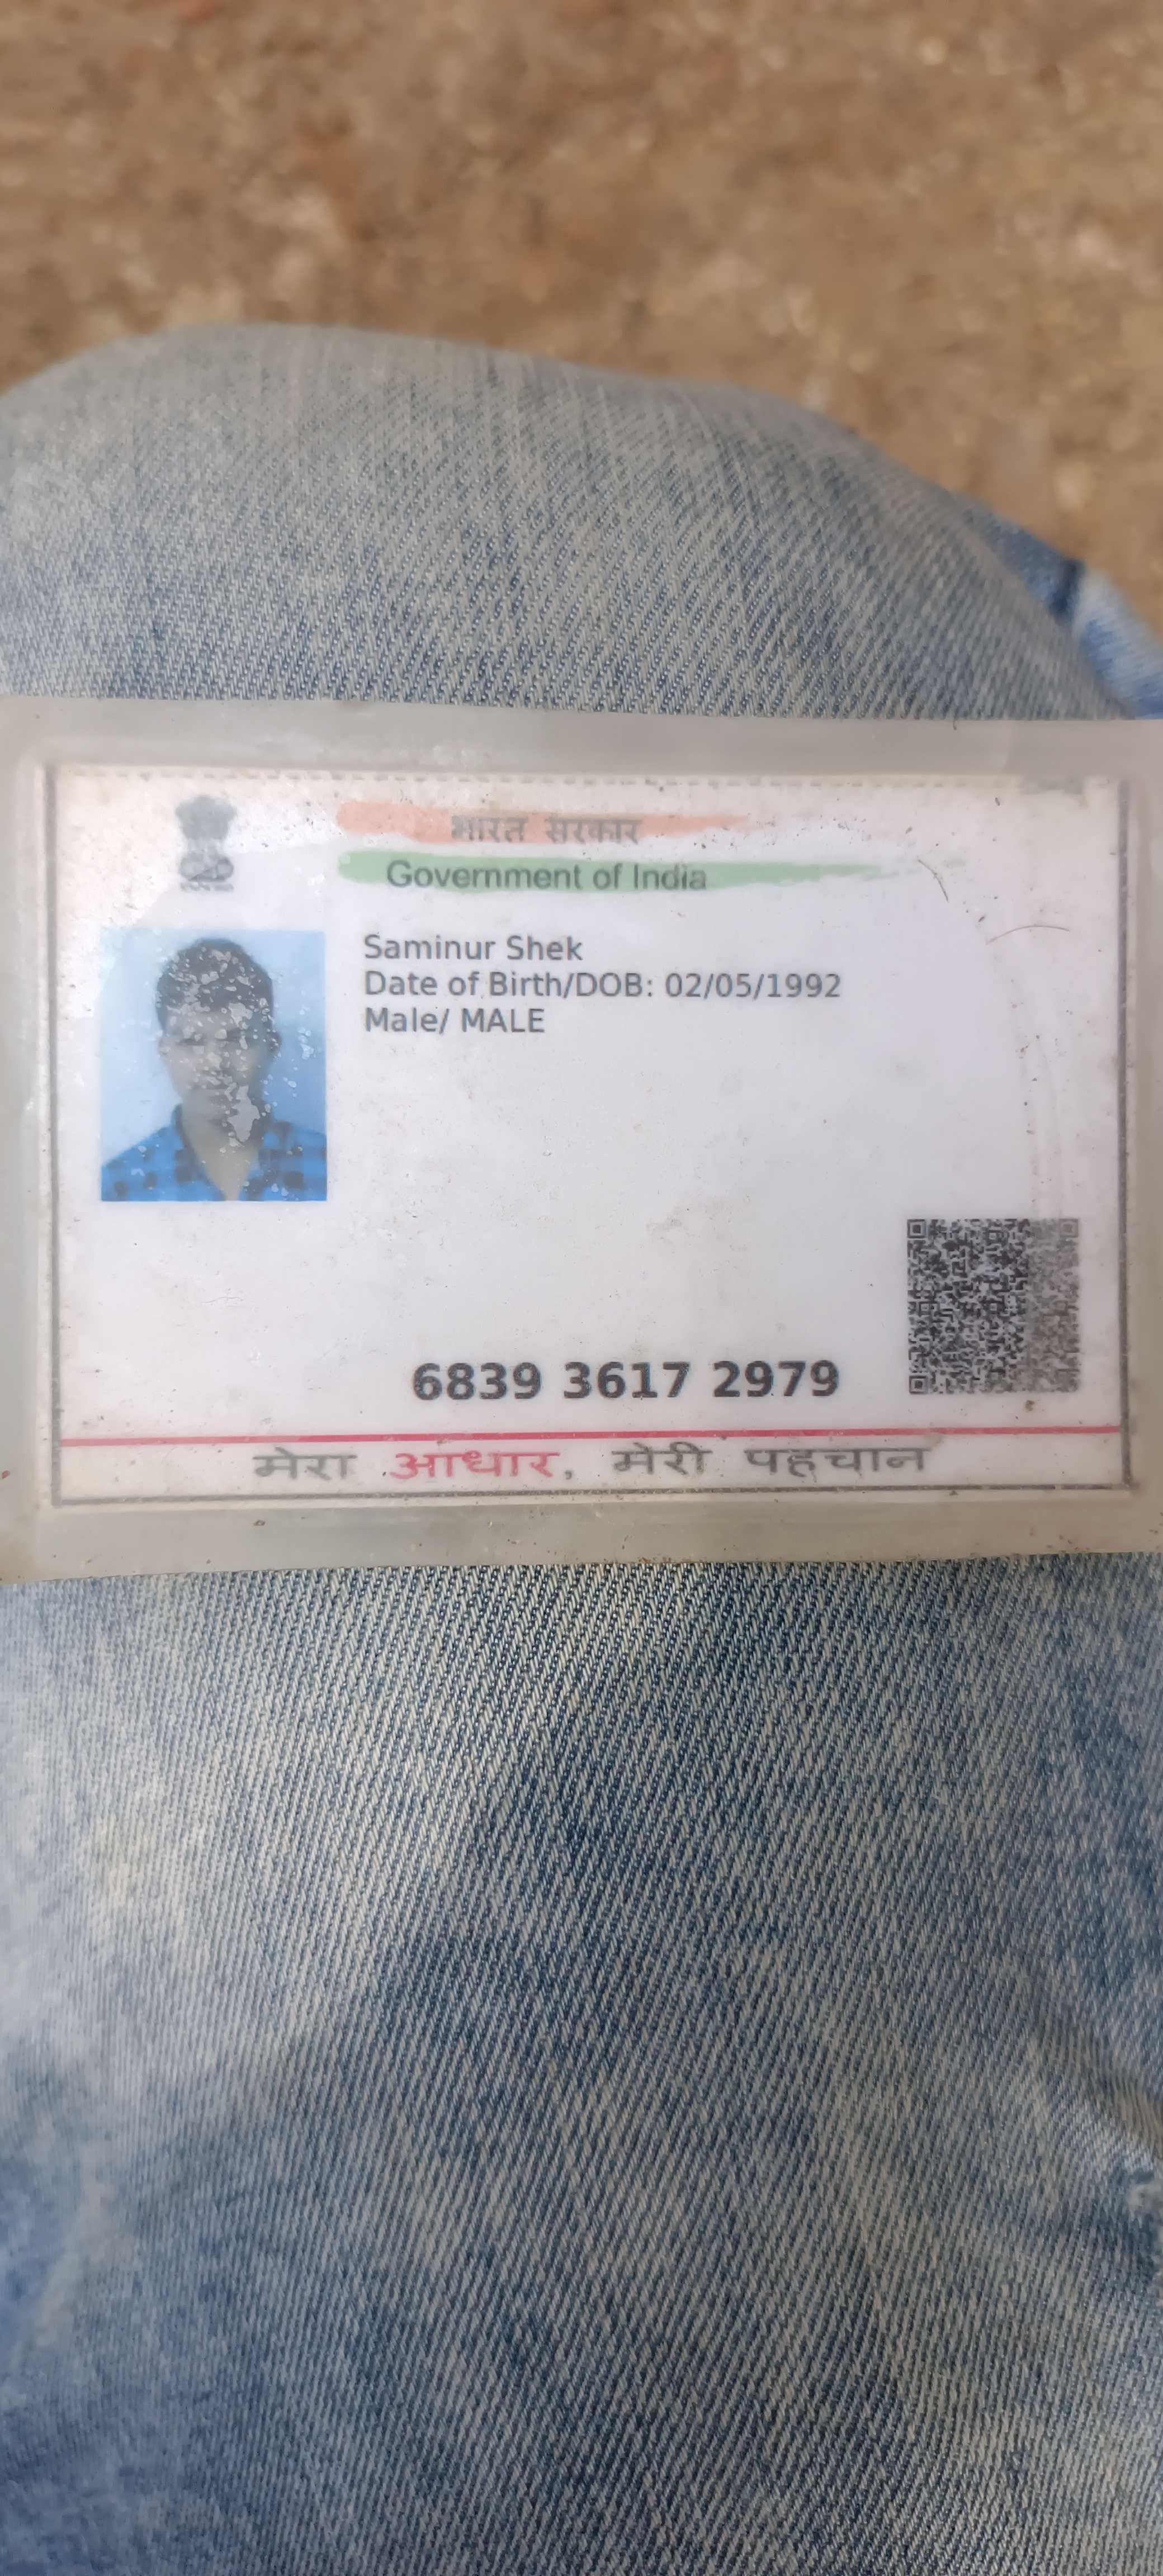 भारत सरकार
Government of India
Saminur Shek
Date of Birth/DOB: 02/05/1992
Male/ MALE
6839 3617 2979
मेरा आधार, मेरी पहचान